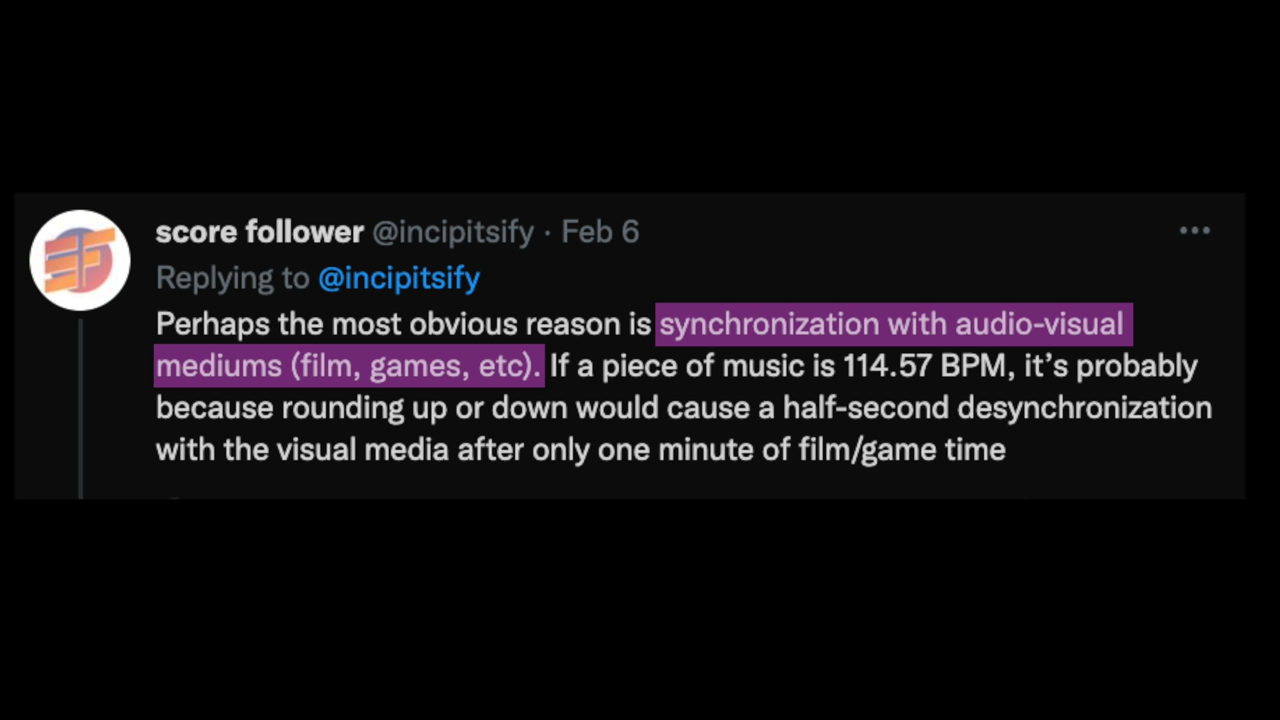 score follower @incipitsify · Feb 6
Replying to @incipitsify
Perhaps the most obvious reason is synchronization with audio-visual
mediums (film, games, etc). If a piece of music is 114.57 BPM, it’s probably
because rounding up or down would cause a half-second desynchronization
with the visual media after only one minute of film/game time